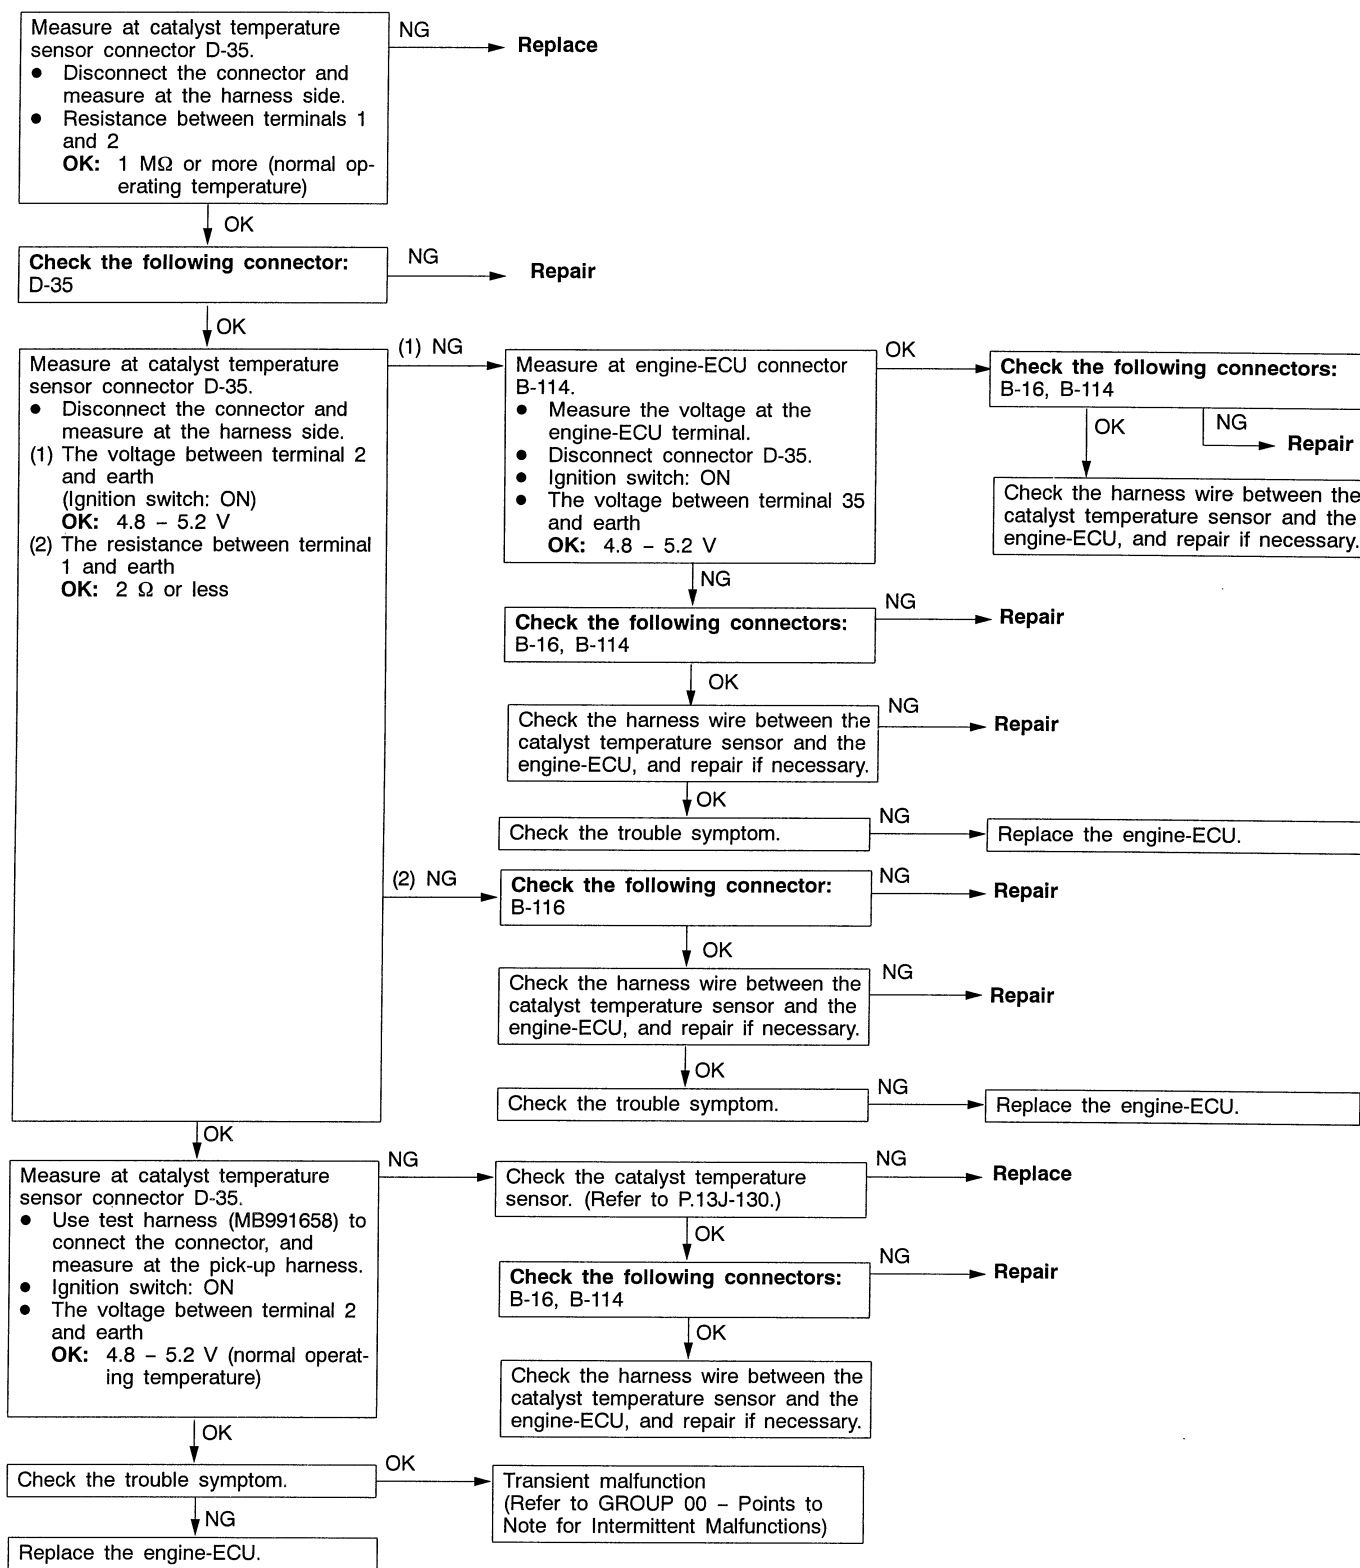 Measure at catalyst temperature
sensor connector D-35.
● Disconnect the connector and
measure at the harness side.
● Resistance between terminals 1
and 2
OK: 1 MΩ or more (normal op-
erating temperature)
NG
Replace
OK
Check the following connector:
D-35
NG
Repair
OK
Measure at catalyst temperature
sensor connector D-35.
● Disconnect the connector and
measure at the harness side.
(1) The voltage between terminal 2
and earth
(Ignition switch: ON)
OK: 4.8 – 5.2 V
(2) The resistance between terminal
1 and earth
OK: 2 Ω or less
(1) NG
Measure at engine-ECU connector
B-114.
● Measure the voltage at the
engine-ECU terminal.
● Disconnect connector D-35.
● Ignition switch: ON
● The voltage between terminal 35
and earth
OK: 4.8 – 5.2 V
OK
Check the following connectors:
B-16, B-114
OK
NG
Repair
Check the harness wire between the
catalyst temperature sensor and the
engine-ECU, and repair if necessary.
NG
Check the following connectors:
B-16, B-114
NG
Repair
OK
Check the harness wire between the
catalyst temperature sensor and the
engine-ECU, and repair if necessary.
NG
Repair
OK
Check the trouble symptom.
NG
Replace the engine-ECU.
(2) NG
Check the following connector:
B-116
NG
Repair
OK
Check the harness wire between the
catalyst temperature sensor and the
engine-ECU, and repair if necessary.
NG
Repair
OK
Check the trouble symptom.
NG
Replace the engine-ECU.
OK
Measure at catalyst temperature
sensor connector D-35.
● Use test harness (MB991658) to
connect the connector, and
measure at the pick-up harness.
● Ignition switch: ON
● The voltage between terminal 2
and earth
OK: 4.8 – 5.2 V (normal operat-
ing temperature)
NG
Check the catalyst temperature
sensor. (Refer to P.13J-130.)
NG
Replace
OK
Check the following connectors:
B-16, B-114
NG
Repair
OK
Check the harness wire between the
catalyst temperature sensor and the
engine-ECU, and repair if necessary.
OK
Check the trouble symptom.
OK
Transient malfunction
(Refer to GROUP 00 – Points to
Note for Intermittent Malfunctions)
NG
Replace the engine-ECU.